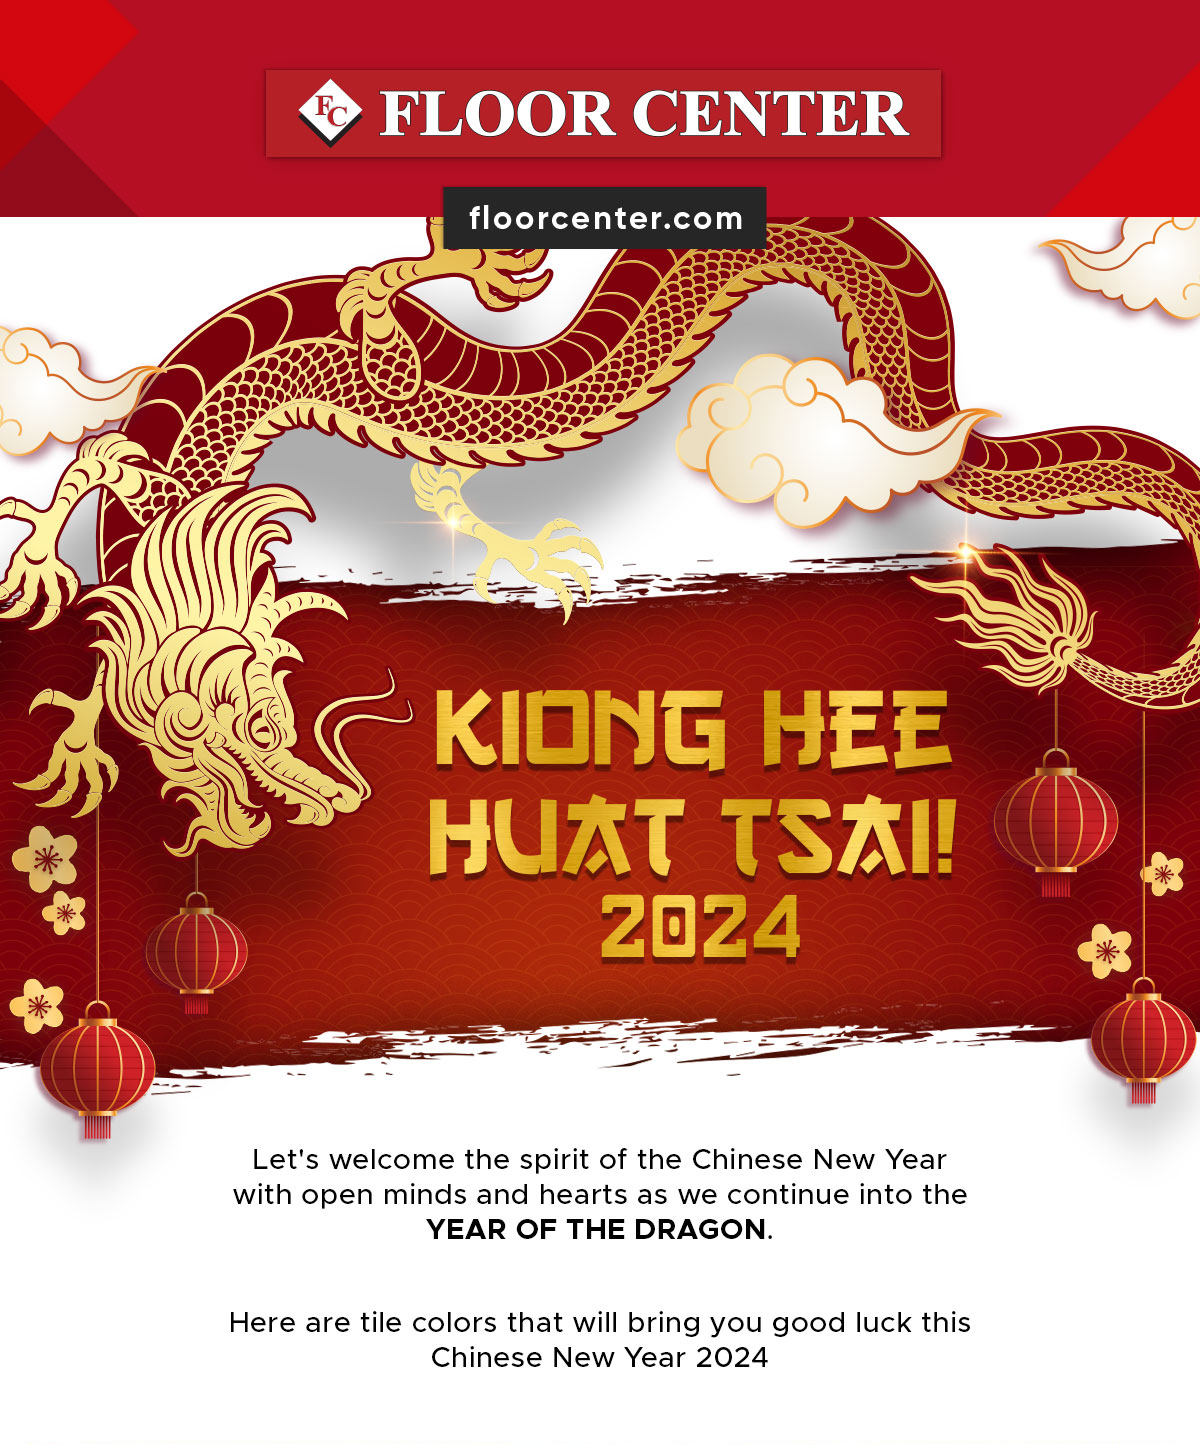 FC FLOOR CENTER
floorcenter.com
KIONG HEE
HUAT TSAI!
2024
Let's welcome the spirit of the Chinese New Year
with open minds and hearts as we continue into the
YEAR OF THE DRAGON.
Here are tile colors that will bring you good luck this
Chinese New Year 2024